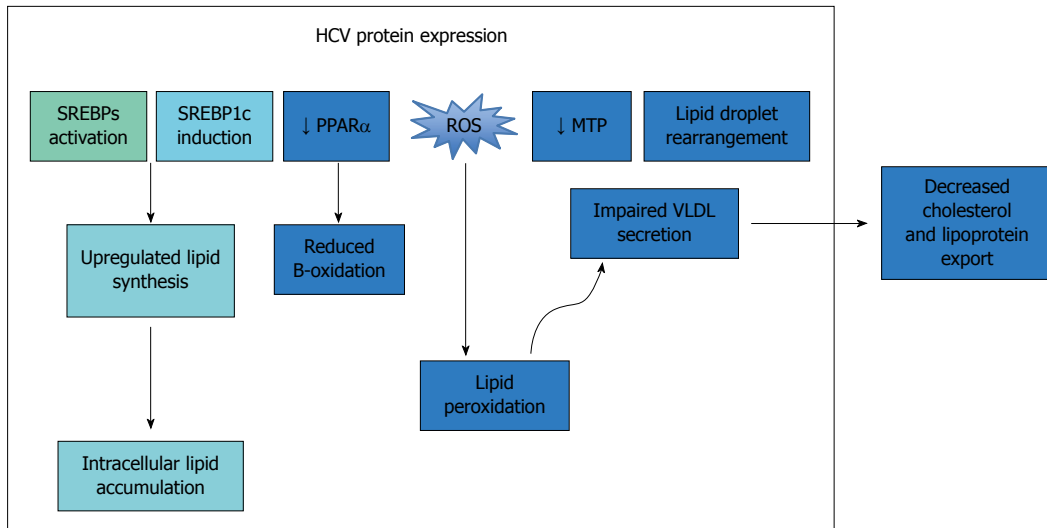 HCV protein expression
SREBPs
activation
SREBP1c
induction
↓ PPARα
ROS
↓ MTP
Lipid droplet
rearrangement
Upregulated lipid
synthesis
Reduced
B-oxidation
Impaired VLDL
secretion
Decreased
cholesterol
and lipoprotein
export
Lipid
peroxidation
Intracellular lipid
accumulation